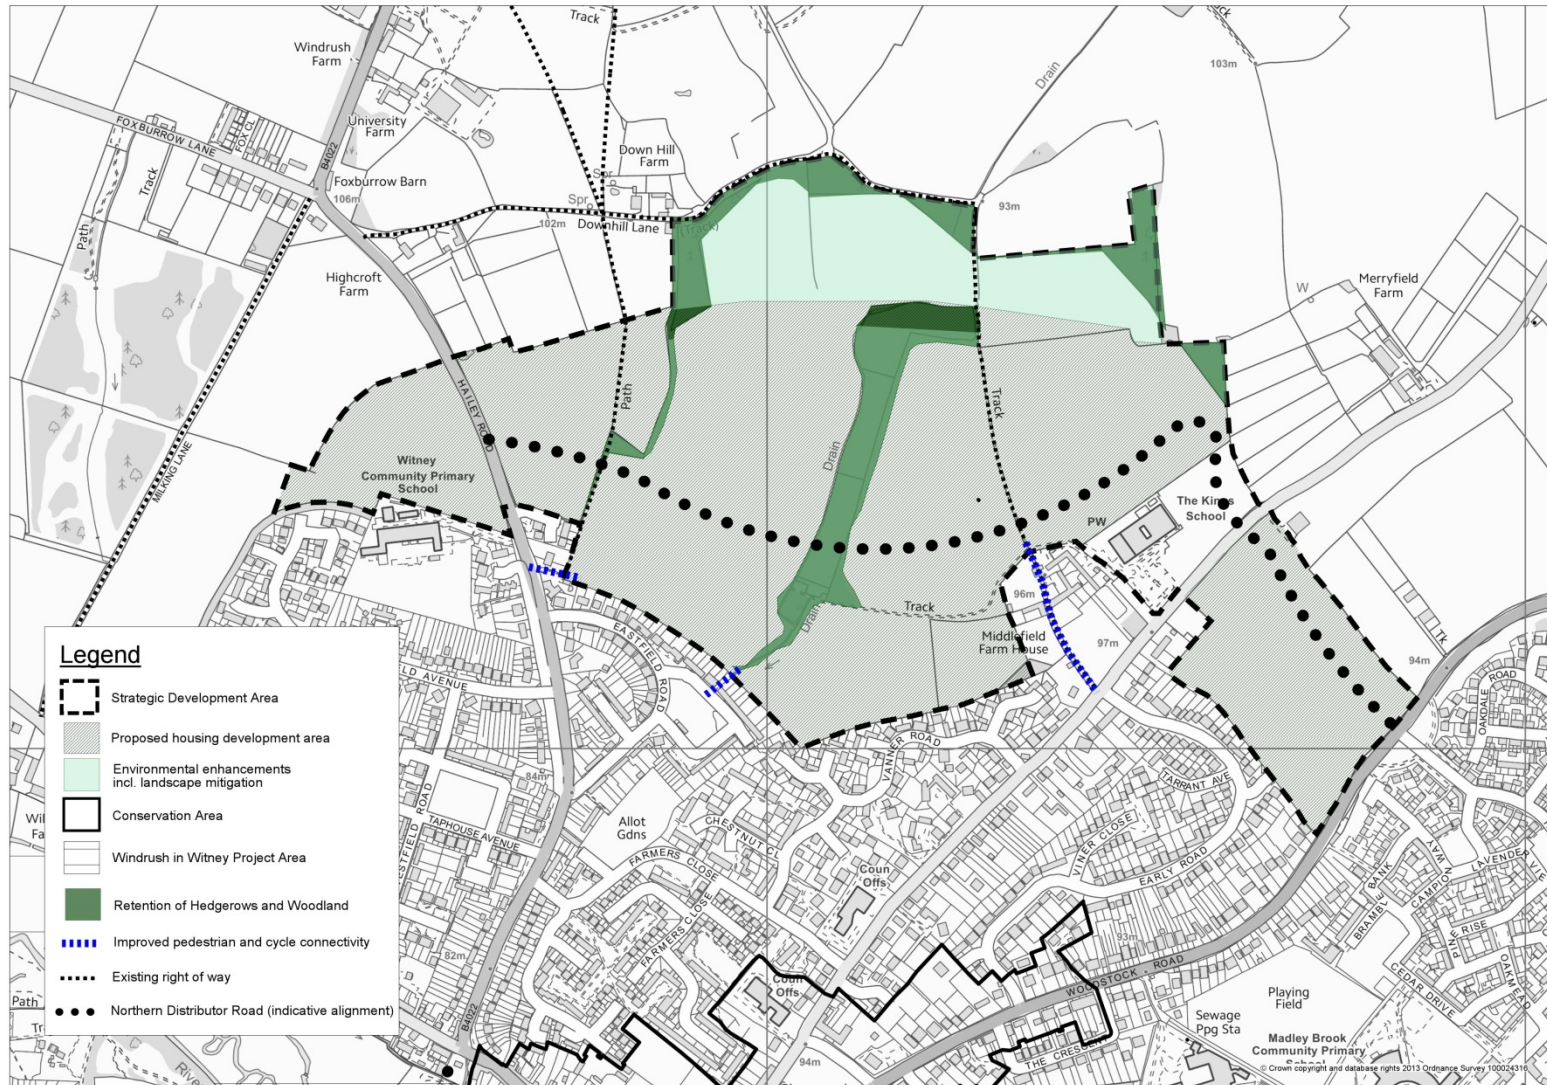 Track
Track
Windrush
Farm
103m
Drain
FOXBURROW LANE
FOX CL
B4022
University
Farm
Track
Down Hill
Farm
Spr
Foxburrow Barn
106m
Spr
93m
102m
Downhill Lane
(Track)
Path
Highcroft
Farm
W
Merryfield
Farm
HAILEY ROAD
Path
Track
MILKING LANE
Witney
Community Primary
School
Drain
The Kings
School
PW
96m
Track
Drain
97m
Middlefield
Farm House
EASTFIELD
ROAD
Tk
94m
OAKDALE ROAD
VANNER ROAD
TARRANT AVE
84m
Allot
Gdns
TAPHOUSE AVENUE
CHESTNUT CL
FARMERS CLOSE
FARMERS CLOSE
Coun
Offs
VINER CLOSE
EARLY ROAD
BRAMBLE BANK
CAMPION
WAY
LAVENDER
PINE RISE
OAKMEAD
CEDAR DRIVE
82m
93m
Coun
Offs
WOODSTOCK ROAD
Playing
Field
Sewage
Ppg Sta
Madley Brook
Community Primary
School
THE CRESCENT
94m
B4022
Path
Legend
Strategic Development Area
Proposed housing development area
Environmental enhancements
incl. landscape mitigation
Conservation Area
Windrush in Witney Project Area
Retention of Hedgerows and Woodland
Improved pedestrian and cycle connectivity
Existing right of way
Northern Distributor Road (indicative alignment)
© Crown copyright and database rights 2013 Ordnance Survey 100024316